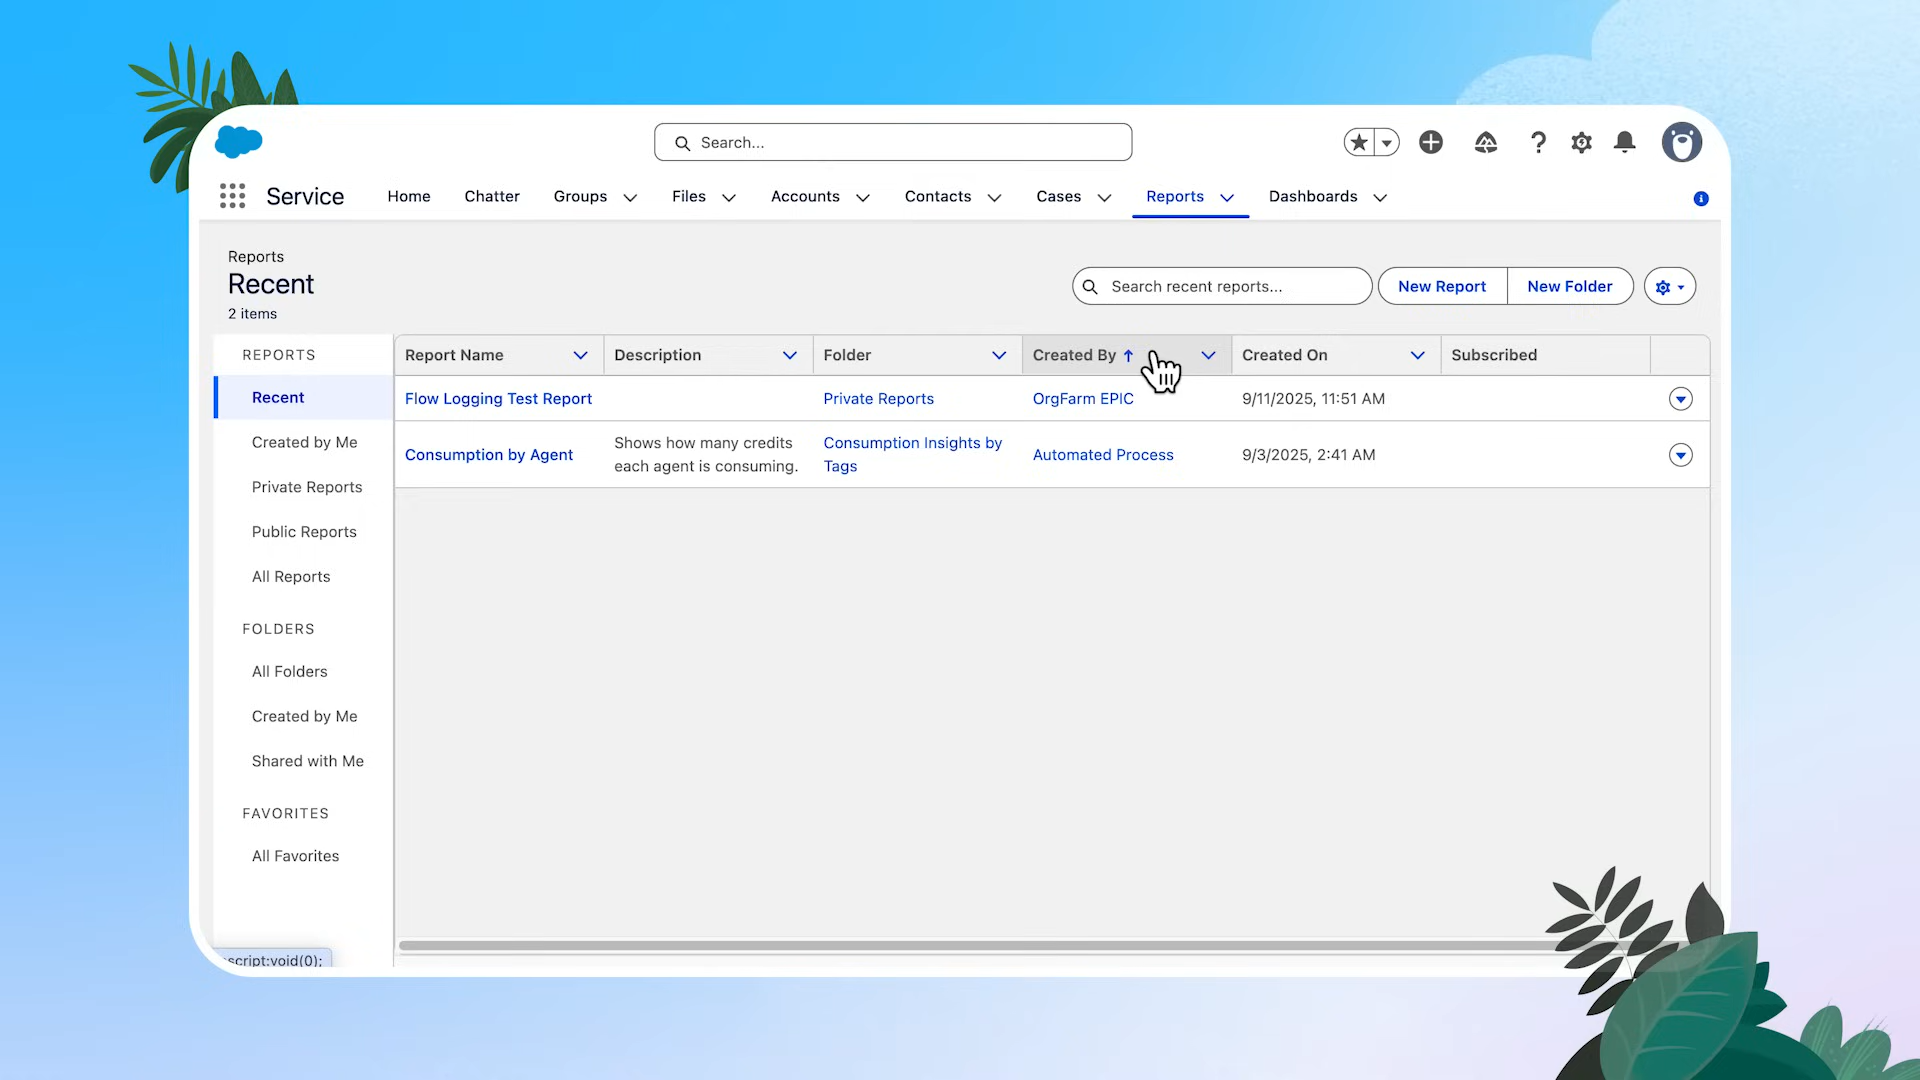 Search...
Service
Home
Chatter
Groups
Files
Accounts
Contacts
Cases
Reports
Dashboards
Reports
Recent
2 items
Search recent reports...
New Report
New Folder
REPORTS
Recent
Created by Me
Private Reports
Public Reports
All Reports
FOLDERS
All Folders
Created by Me
Shared with Me
FAVORITES
All Favorites
Report Name
Description
Folder
Created By
Created On
Subscribed
Flow Logging Test Report
Private Reports
OrgFarm EPIC
9/11/2025, 11:51 AM
Consumption by Agent
Shows how many credits
each agent is consuming.
Consumption Insights by
Tags
Automated Process
9/3/2025, 2:41 AM
script:void(0);